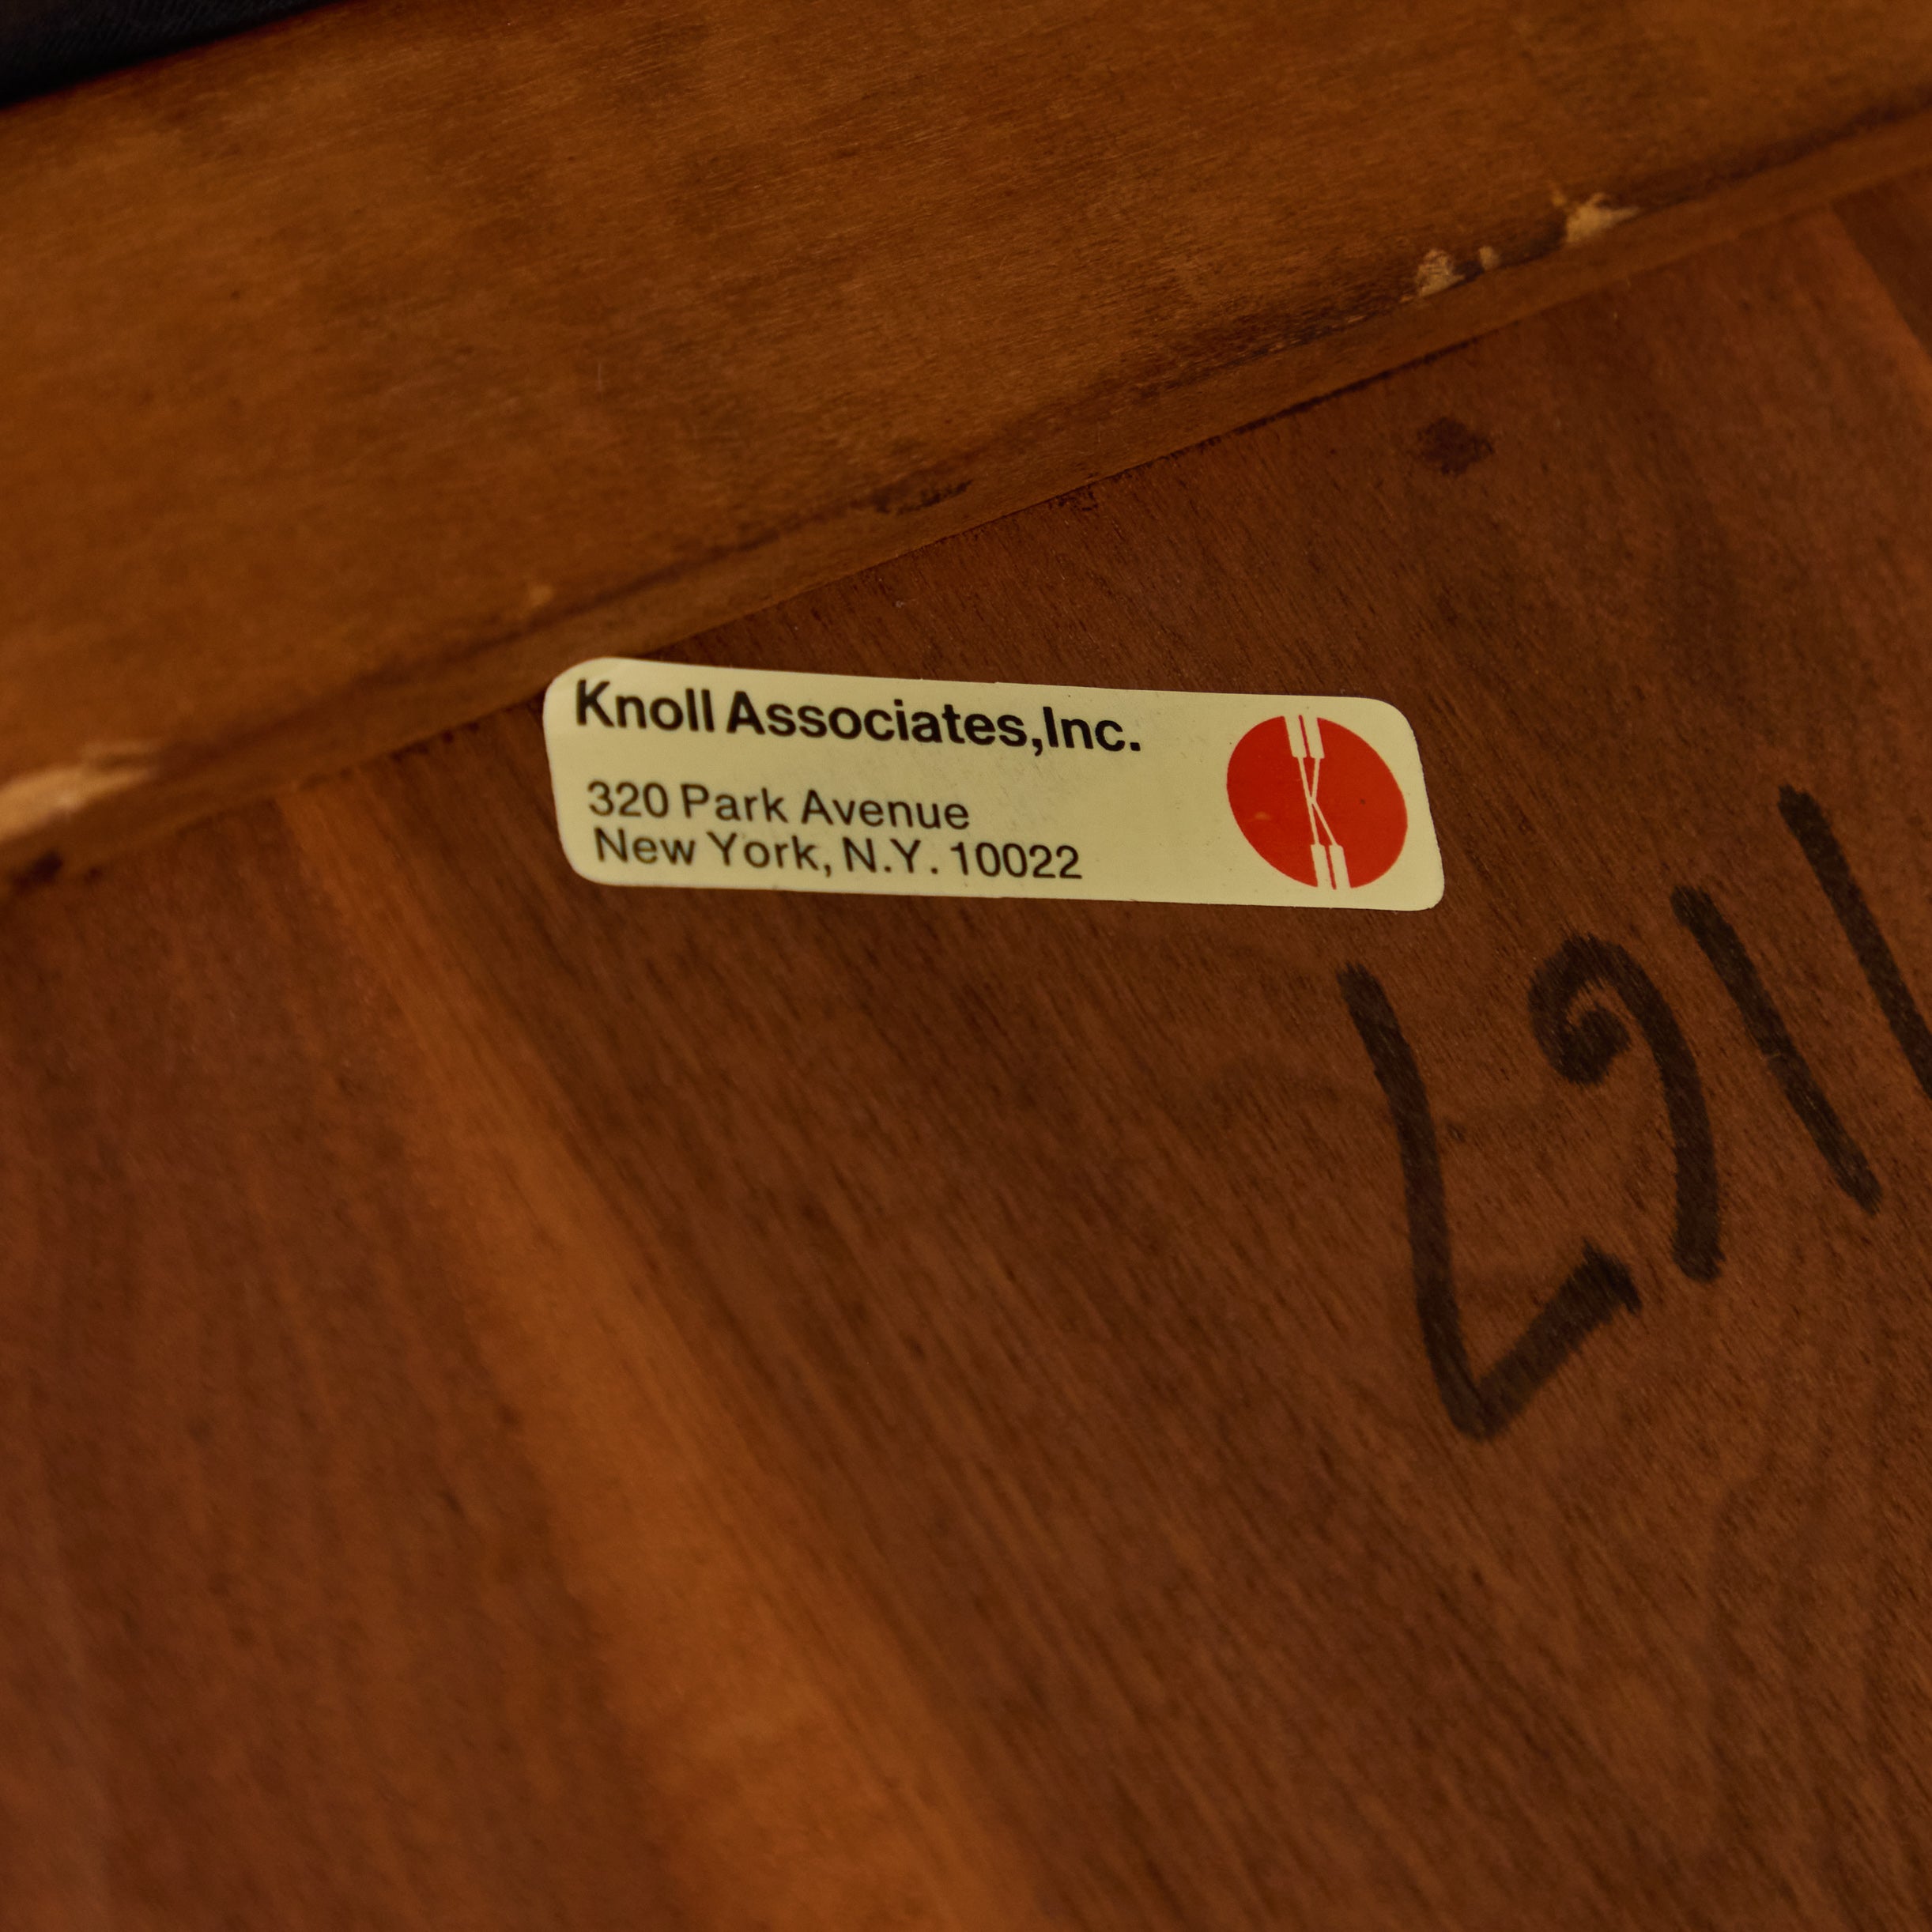 Knoll Associates, Inc.
320 Park Avenue
New York, N.Y. 10022
K